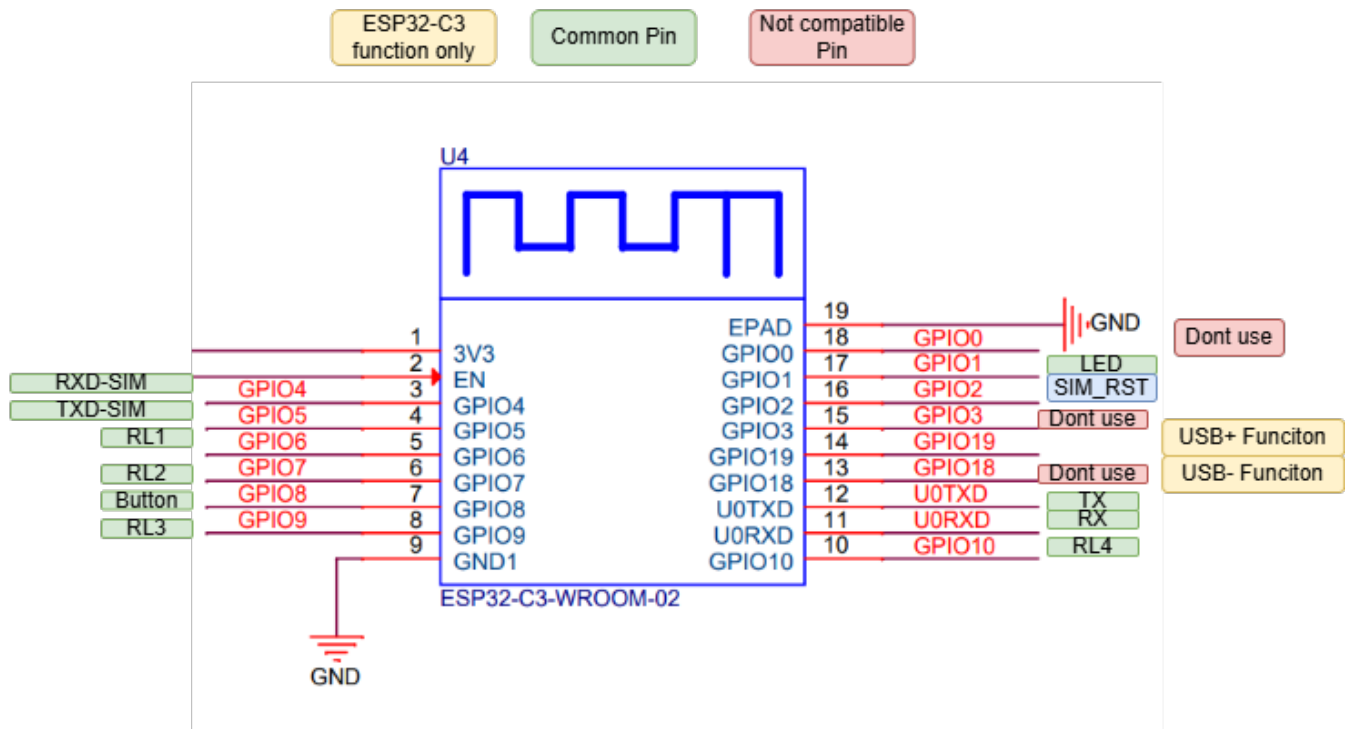 ESP32-C3
function only
Common Pin
Not compatible
Pin
U4
1
2
3
4
5
6
7
8
9
3V3
EN
GPIO4
GPIO5
GPIO6
GPIO7
GPIO8
GPIO9
GND1
RXD-SIM
TXD-SIM
RL1
RL2
Button
RL3
GPIO4
GPIO5
GPIO6
GPIO7
GPIO8
GPIO9
GND
EPAD
GPIO0
GPIO1
GPIO2
GPIO3
GPIO19
GPIO18
U0TXD
U0RXD
GPIO10
19
18
17
16
15
14
13
12
11
10
GPIO0
GPIO1
GPIO2
GPIO3
GPIO19
GPIO18
U0TXD
U0RXD
GPIO10
GND
LED
SIM_RST
Dont use
Dont use
TX
RX
RL4
Dont use
USB+ Funciton
USB- Funciton
ESP32-C3-WROOM-02